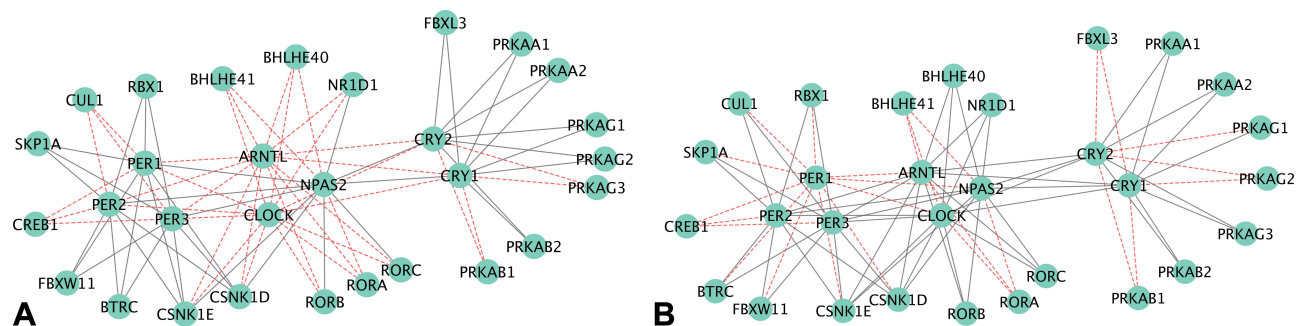 FBXL3
PRKAA1
BHLHE40
BHLHE41
PRKAA2
RBX1
NR1D1
CUL1
PRKAG1
SKP1A
CRY2
ARNTL
PRKAG2
PER1
CRY1
NPAS2
PRKAG3
PER2
CREB1
PER3
CLOCK
PRKAB2
PRKAB1
RORC
FBXW11
RORA
CSNK1D
RORB
BTRC
CSNK1E
A
FBXL3
PRKAA1
BHLHE40
PRKAA2
RBX1
CUL1
BHLHE41
NR1D1
PRKAG1
SKP1A
CRY2
ARNTL
PER1
PRKAG2
CRY1
NPAS2
PER2
CLOCK
PER3
CREB1
PRKAG3
PRKAB2
RORC
BTRC
CSNK1D
PRKAB1
RORA
FBXW11
CSNK1E
RORB
B